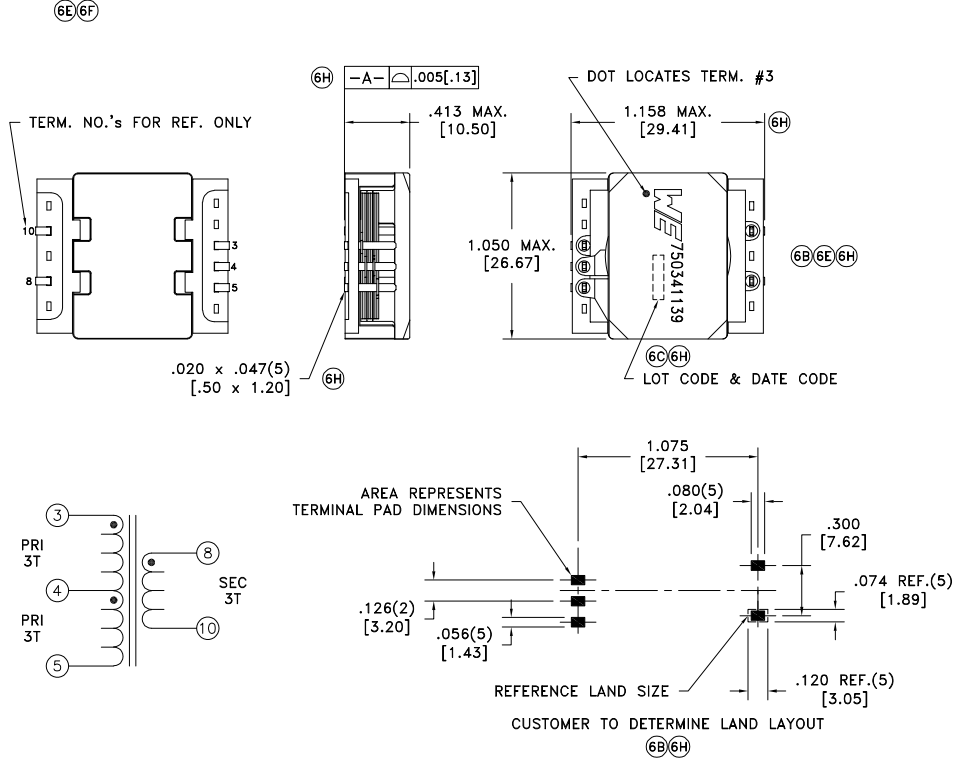 6E 6F
6H -A- .005[.13]
DOT LOCATES TERM. #3
TERM. NO.'s FOR REF. ONLY
.413 MAX.
[10.50]
1.158 MAX.
[29.41]
6H
10
8
3
4
5
1.050 MAX.
[26.67]
WE
750341139
6B 6E 6H
.020 x .047(5)
[.50 x 1.20]
6H
6C 6H
LOT CODE & DATE CODE
3
PRI
3T
4
PRI
3T
5
8
SEC
3T
10
1.075
[27.31]
AREA REPRESENTS
TERMINAL PAD DIMENSIONS
.080(5)
[2.04]
.300
[7.62]
.074 REF.(5)
[1.89]
.126(2)
[3.20]
.056(5)
[1.43]
REFERENCE LAND SIZE
.120 REF.(5)
[3.05]
CUSTOMER TO DETERMINE LAND LAYOUT
6B 6H